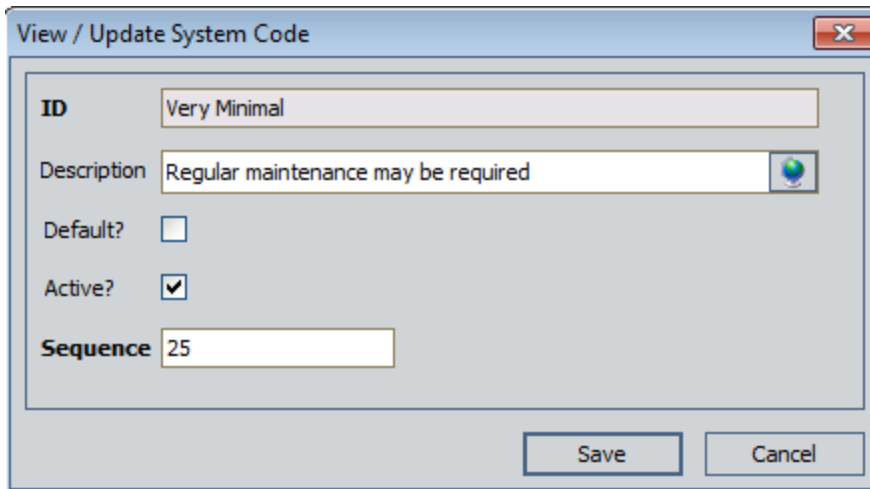 View / Update System Code
ID Very Minimal
Description Regular maintenance may be required
Default?
Active?
Sequence 25
Save Cancel